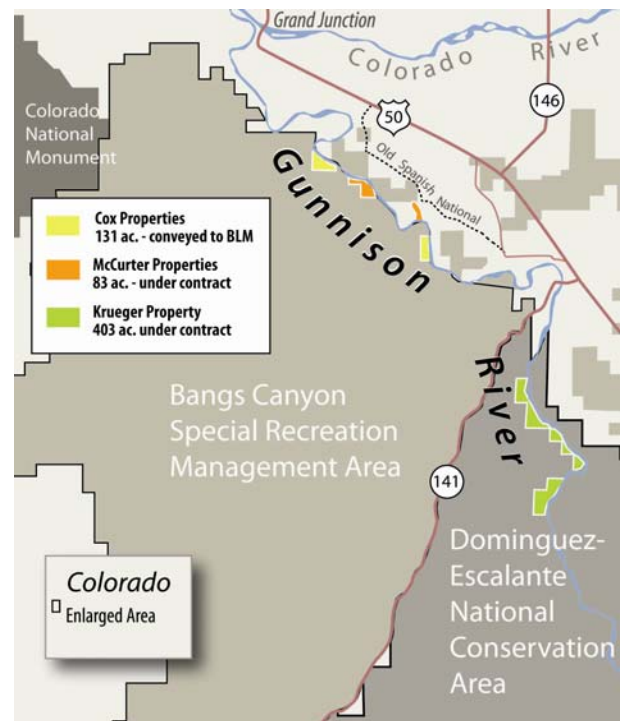 Grand Junction
Colorado River
146
50
Colorado
National
Monument
Old Spanish National
Gunnison
River
Cox Properties
131 ac. - conveyed to BLM
McCurter Properties
83 ac. - under contract
Krueger Property
403 ac. under contract
Bangs Canyon
Special Recreation
Management Area
141
Dominguez-
Escalante
National
Conservation
Area
Colorado
Enlarged Area